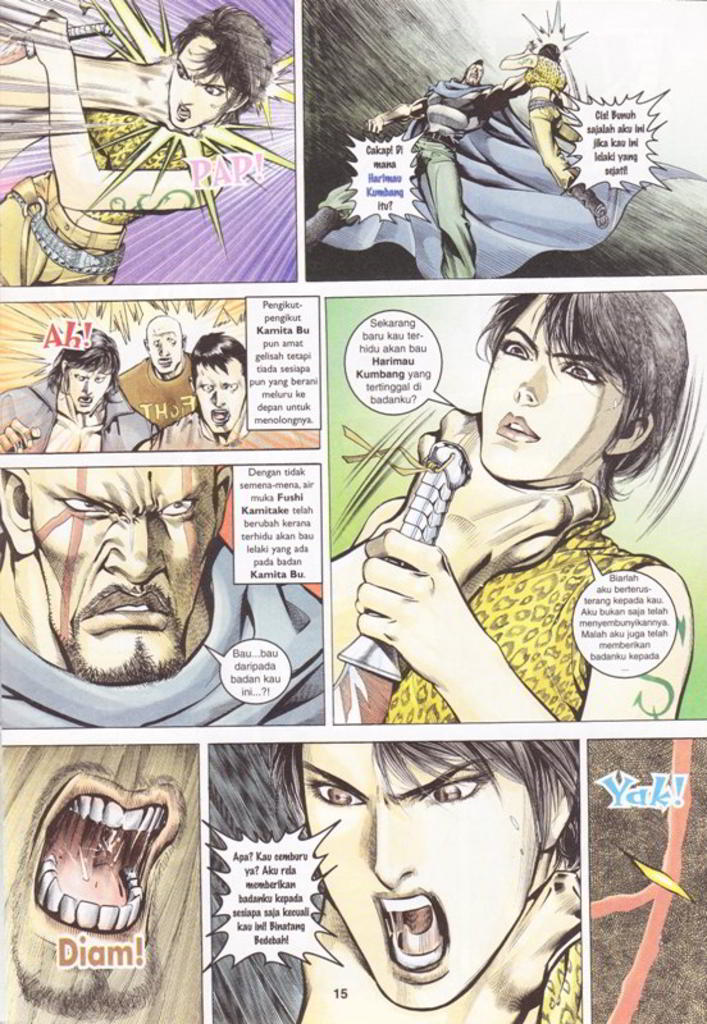 PAP!
Cakap! Di
mana
Harimau
Kumbang
itu?
Cis! Bunuh
sajalah aku ini
jika kau ini
lelaki yang
sejati!
Ah!
THO
Pengikut-
pengikut
Kamita Bu
pun amat
gelisah tetapi
tiada sesiapa
pun yang berani
meluru ke
depan untuk
menolongnya.
Sekarang
baru kau ter-
hidu akan bau
Harimau
Kumbang yang
tertinggal di
badanku?
Dengan tidak
semena-mena, air
muka Fushi
Kamitake telah
berubah kerana
terhidu akan bau
lelaki yang ada
pada badan
Kamita Bu.
Bau...bau
daripada
badan kau
ini...?!
Biarlah
aku berterus-
terang kepada kau.
Aku bukan saja telah
menyembunyikannya.
Malah aku juga telah
memberikan
badanku kepada
...
Diam!
Apa? Kau cemburu
ya? Aku rela
memberikan
badanku kepada
sesiapa saja kecuali
kau ini! Binatang
Bedebah!
Yak!
15